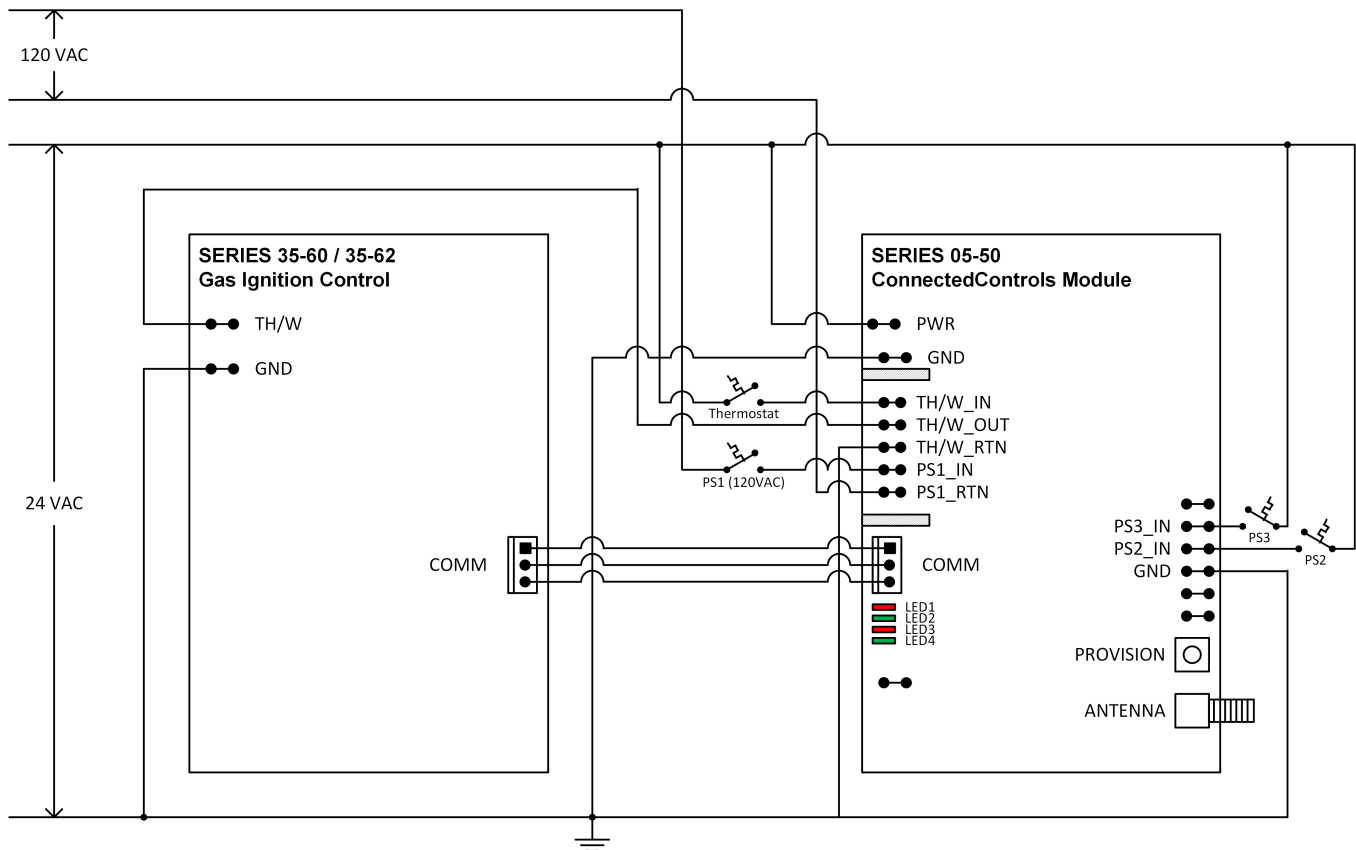 120 VAC
24 VAC
SERIES 35-60 / 35-62
Gas Ignition Control
TH/W
GND
COMM
SERIES 05-50
ConnectedControls Module
PWR
GND
Thermostat
TH/W_IN
TH/W_OUT
TH/W_RTN
PS1 (120VAC)
PS1_IN
PS1_RTN
COMM
LED1
LED2
LED3
LED4
PS3_IN
PS3
PS2_IN
PS2
GND
PROVISION
ANTENNA